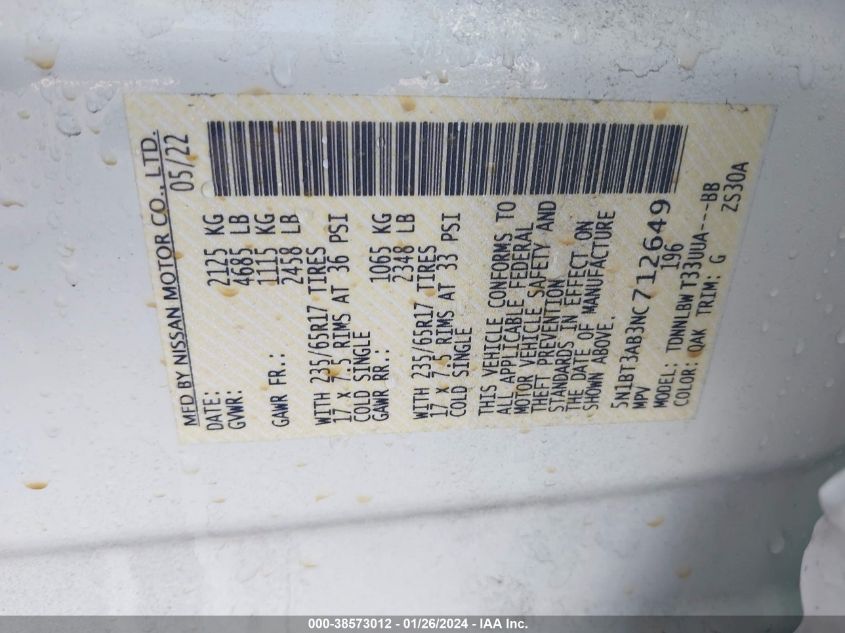 MFD BY NISSAN MOTOR CO., LTD.
DATE: 05/22
GVWR: 2125 KG
4683 LB
GAWR FR.: 1115 KG
2458 LB
WITH 235/65R17 TIRES
17 X 7.5 RIMS AT 36 PSI
COLD SINGLE
GAWR RR.: 1065 KG
2348 LB
WITH 235/65R17 TIRES
17 X 7.5 RIMS AT 33 PSI
COLD SINGLE
THIS VEHICLE CONFORMS TO
ALL APPLICABLE FEDERAL
MOTOR VEHICLE SAFETY AND
THEFT PREVENTION
STANDARDS IN EFFECT ON
THE DATE OF MANUFACTURE
SHOWN ABOVE.
5N1BT3AB3NC712649
MPV 196
MODEL: TDNNLBWT33UUA---BB
COLOR: QAK TRIM: G ZS30A
000-38573012 - 01/26/2024 - IAA Inc.